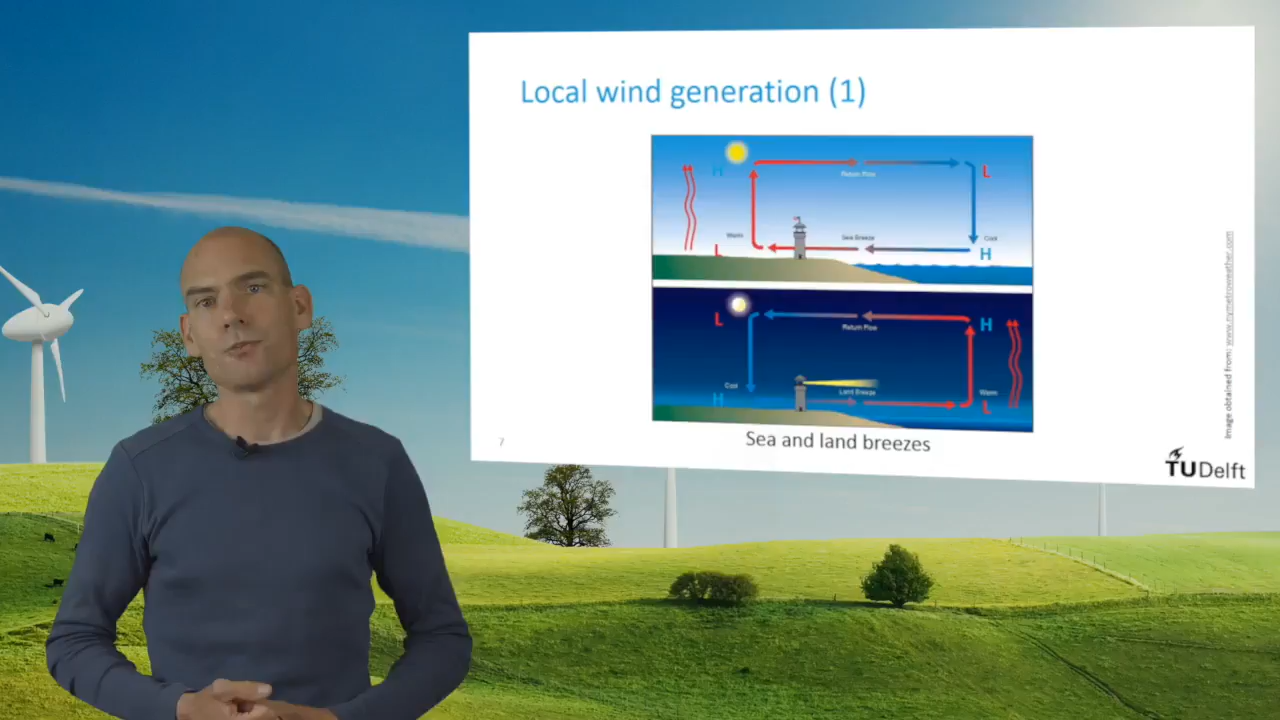 Local wind generation (1)
H
L
Return Flow
Warm
Sea Breeze
Cool
L
H
L
H
Return Flow
Cool
Land Breeze
Warm
H
L
Sea and land breezes
7
Image obtained from: www.nymetroweather.com
TUDelft